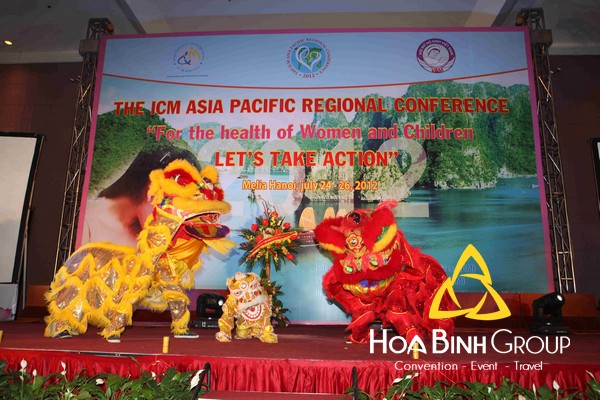 THE ICM ASIA PACIFIC REGIONAL CONFERENCE
"For the health of Women and Children
LET'S TAKE ACTION"
Melia Hanoi, july 24 - 26, 2012
HOA BINH GROUP
Convention - Event - Travel